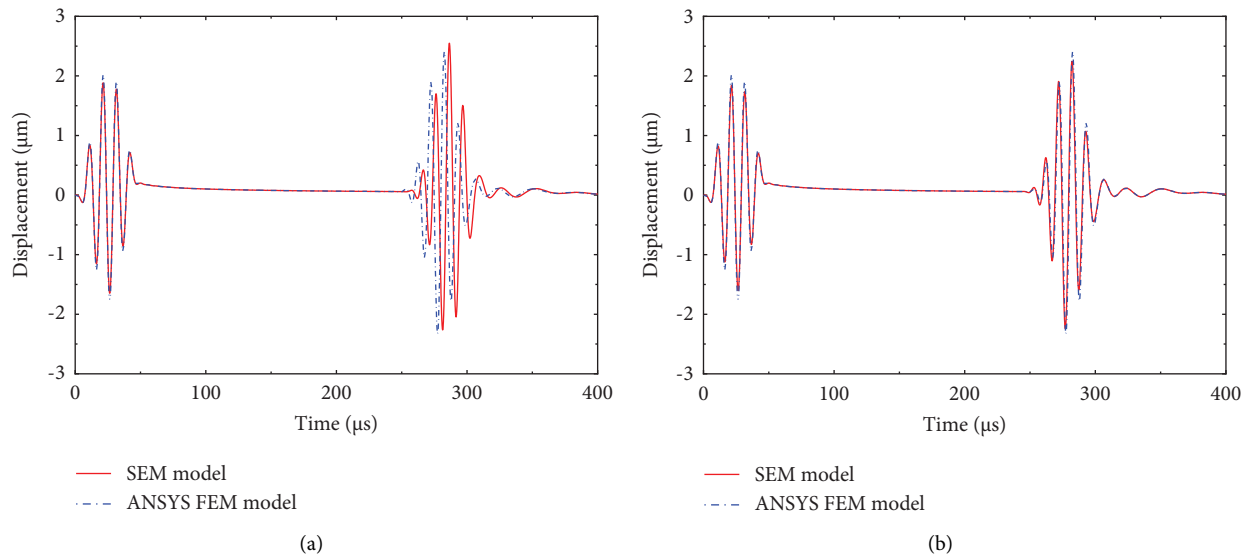 3
2
1
0
-1
-2
-3
Displacement (μm)
0 100 200 300 400
Time (μs)
SEM model
ANSYS FEM model
(a)
3
2
1
0
-1
-2
-3
Displacement (μm)
0 100 200 300 400
Time (μs)
SEM model
ANSYS FEM model
(b)